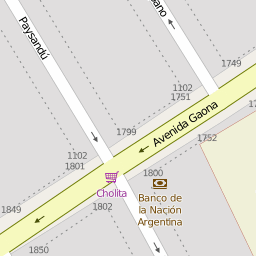 Paysandú
bano
1749
1102
1751
Avenida Gaona
1799
1752
1102
1801
1800
Cholita
Banco de
la Nación
Argentina
1849
1802
1850